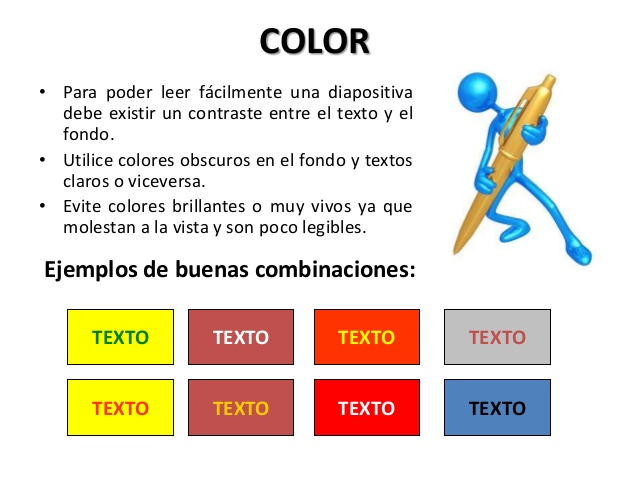 COLOR
• Para poder leer fácilmente una diapositiva
debe existir un contraste entre el texto y el
fondo.
• Utilice colores obscuros en el fondo y textos
claros o viceversa.
• Evite colores brillantes o muy vivos ya que
molestan a la vista y son poco legibles.
Ejemplos de buenas combinaciones:
TEXTO TEXTO TEXTO TEXTO
TEXTO TEXTO TEXTO TEXTO